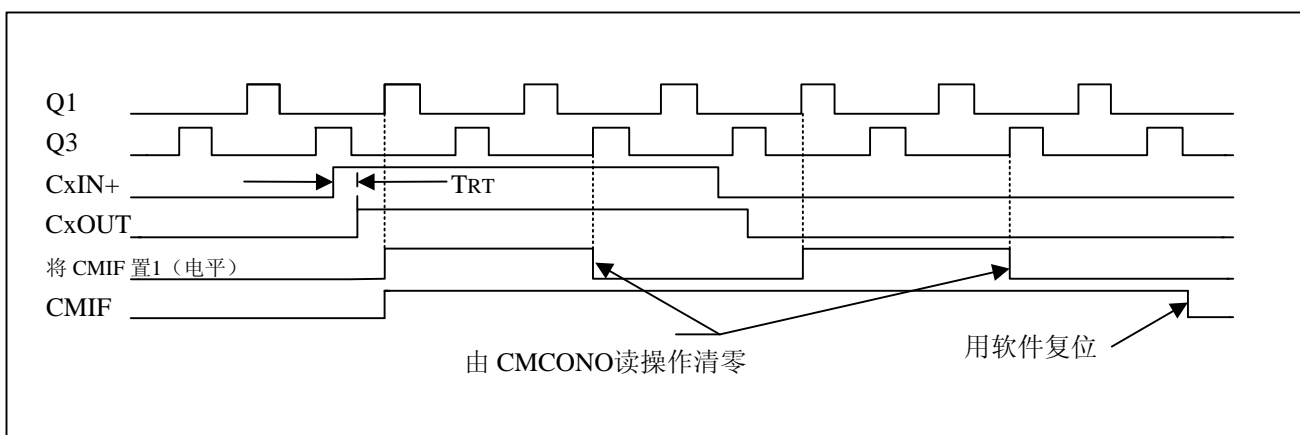 Q1
Q3
CxIN+
TRT
CxOUT
将 CMIF 置1（电平）
CMIF
由 CMCONO读操作清零
用软件复位